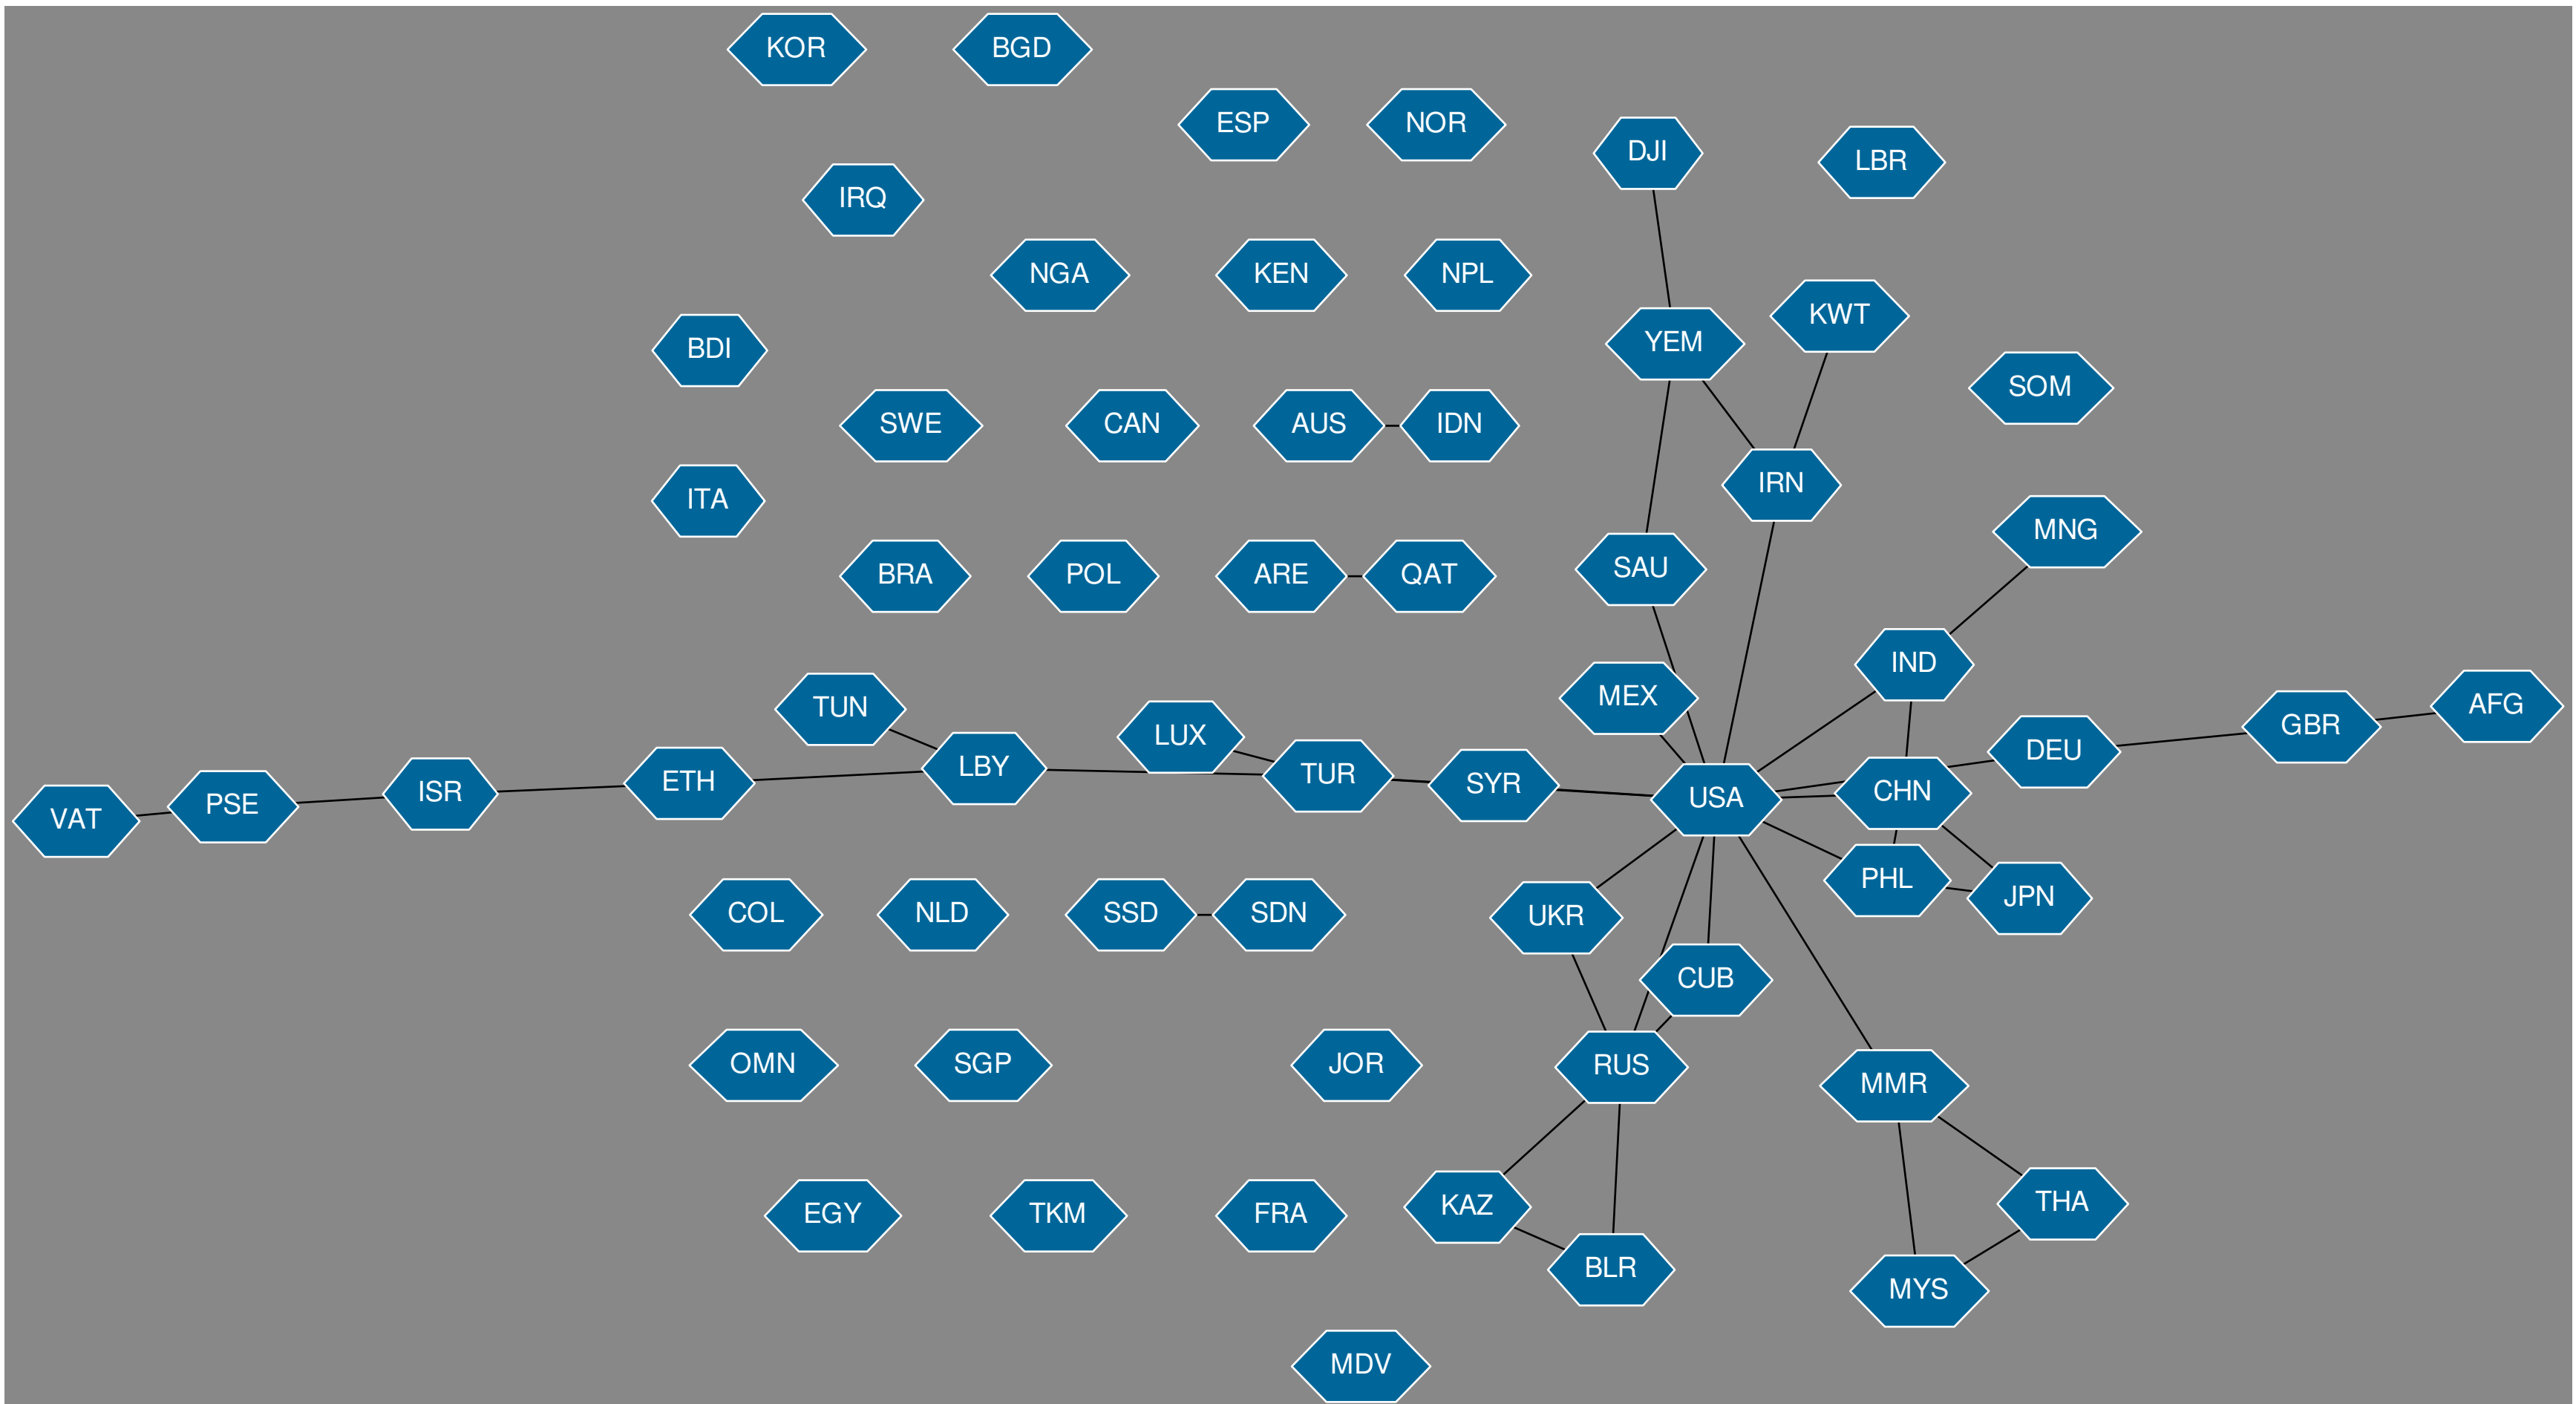 KOR
BGD
ESP
NOR
DJI
LBR
IRQ
NGA
KEN
NPL
KWT
YEM
BDI
SOM
SWE
CAN
AUS
IDN
IRN
ITA
MNG
BRA
POL
ARE
QAT
SAU
IND
MEX
TUN
LUX
AFG
GBR
DEU
LBY
TUR
ETH
SYR
CHN
ISR
USA
PSE
VAT
PHL
JPN
COL
NLD
SSD
SDN
UKR
CUB
OMN
SGP
JOR
RUS
MMR
THA
KAZ
EGY
TKM
FRA
BLR
MYS
MDV